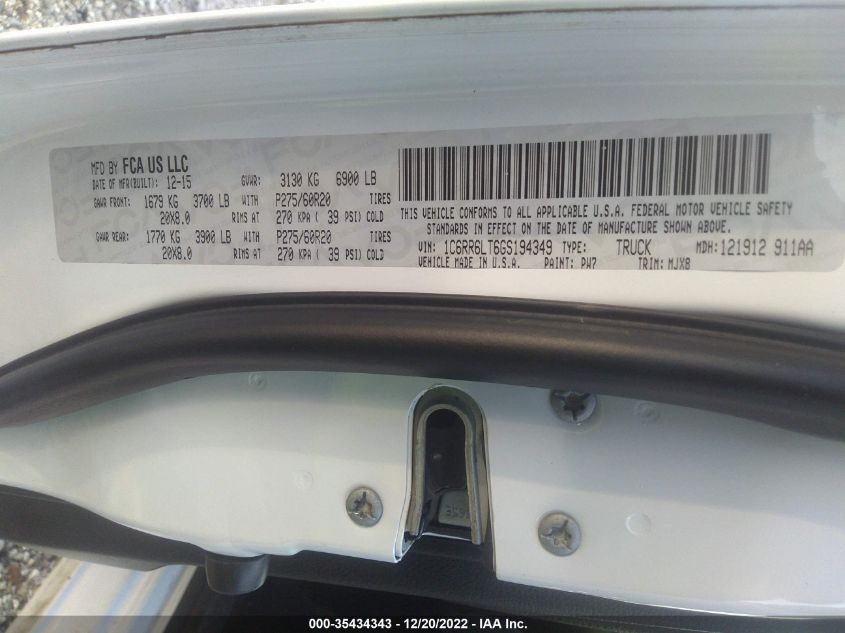 MFD BY FCA US LLC
DATE OF MFR(BUILT): 12-15 GVWR: 3130 KG 6900 LB
GAWR FRONT: 1679 KG 3700 LB WITH P275/60R20 TIRES
20X8.0 RIMS AT 270 KPA ( 39 PSI) COLD
GAWR REAR: 1770 KG 3900 LB WITH P275/60R20 TIRES
20X8.0 RIMS AT 270 KPA ( 39 PSI) COLD
THIS VEHICLE CONFORMS TO ALL APPLICABLE U.S.A. FEDERAL MOTOR VEHICLE SAFETY
STANDARDS IN EFFECT ON THE DATE OF MANUFACTURE SHOWN ABOVE.
VIN: 1C6RR6LT6GS194349 TYPE: TRUCK MDH: 121912 911AA
VEHICLE MADE IN U.S.A. PAINT: PW7 TRIM: MJX8
000-35434343 — 12/20/2022 — IAA Inc.